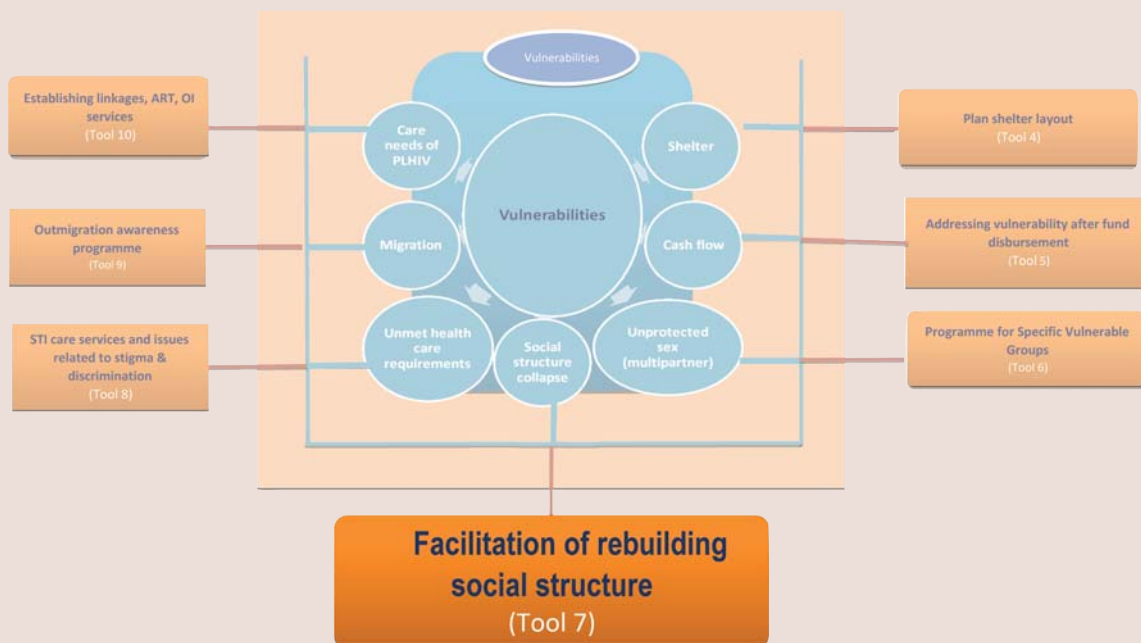 Vulnerabilities
Establishing linkages, ART, OI
services
(Tool 10)
Care
needs of
PLHIV
Shelter
Plan shelter layout
(Tool 4)
Outmigration awareness
programme
(Tool 9)
Migration
Vulnerabilities
Cash flow
Addressing vulnerability after fund
disbursement
(Tool 5)
STI care services and issues
related to stigma &
discrimination
(Tool 8)
Unmet health
care
requirements
Social
structure
collapse
Unprotected
sex
(multipartner)
Programme for Specific Vulnerable
Groups
(Tool 6)
Facilitation of rebuilding
social structure
(Tool 7)